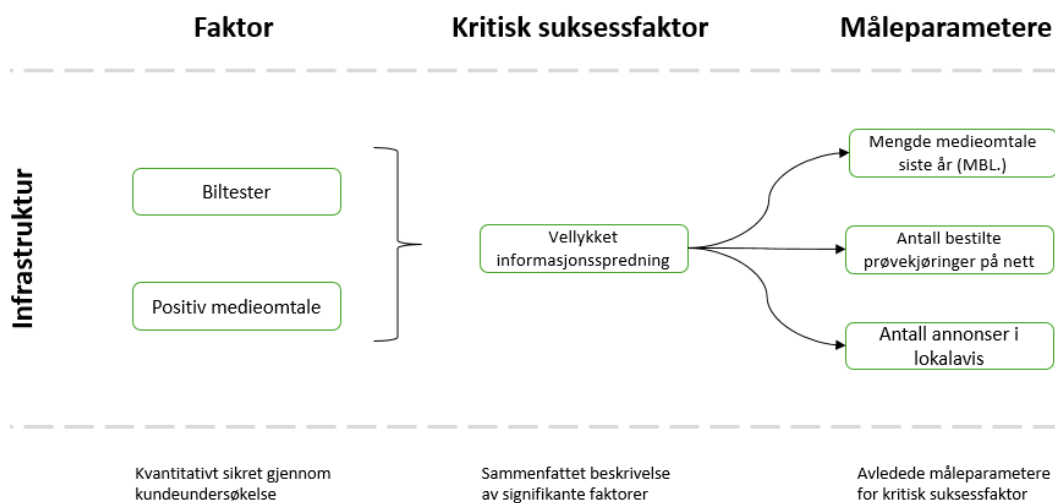 Faktor
Kritisk suksessfaktor
Måleparametere
Infrastruktur
Biltester
Positiv medieomtale
Vellykket
informasjonsspredning
Mengde medieomtale
siste år (MBL.)
Antall bestilte
prøvekjøringer på nett
Antall annonser i
lokalavis
Kvantitativt sikret gjennom
kundeundersøkelse
Sammenfattet beskrivelse
av signifikante faktorer
Avledede måleparametere
for kritisk suksessfaktor